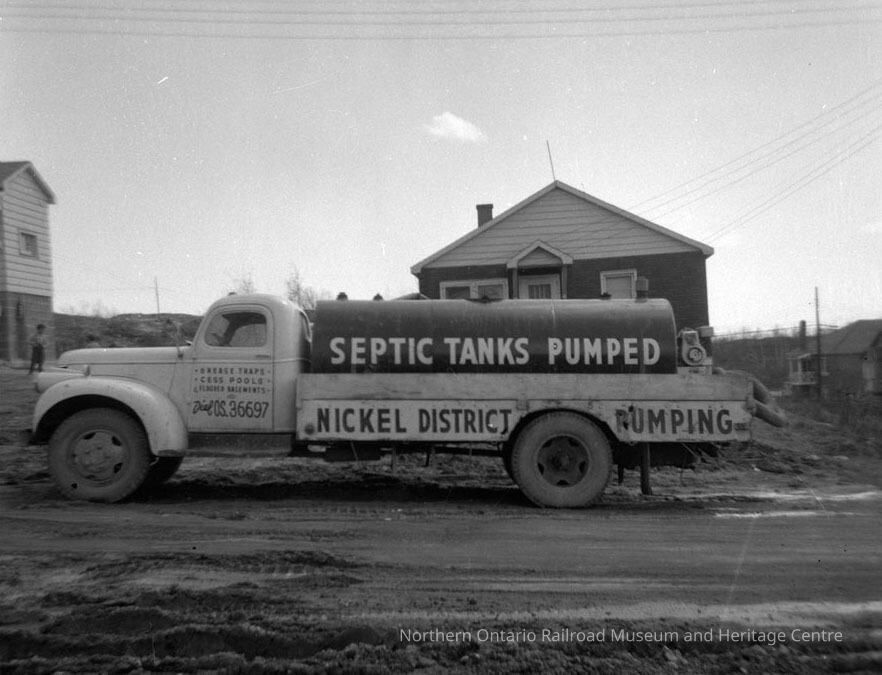 SEPTIC TANKS PUMPED
GREASE TRAPS
CESS POOLS
FLOODED BASEMENTS
Dial OS. 36697
NICKEL DISTRICT PUMPING
Northern Ontario Railroad Museum and Heritage Centre